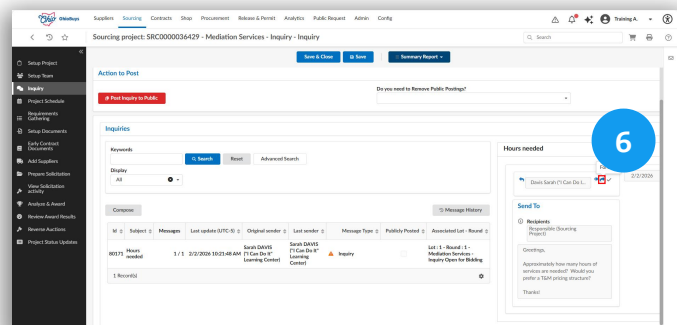 Ohio OhioBuys
Suppliers Sourcing Contracts Shop Procurement Release & Permit Analytics Public Request Admin Config
Training A.
Sourcing project: SRC0000036429 - Mediation Services - Inquiry - Inquiry
Search
Save & Close Save Summary Report
Setup Project
Setup Team
Inquiry
Project Schedule
Requirements
Gathering
Setup Documents
Early Contract
Documents
Add Suppliers
Prepare Solicitation
View Solicitation
activity
Analyze & Award
Review Award Results
Reverse Auctions
Project Status Updates
Action to Post
Post Inquiry to Public
Do you need to Remove Public Postings?
Inquiries
Keywords
Search Reset Advanced Search
Display
All
Compose
Message History
Id Subject Messages Last update (UTC-5) Original sender Last sender Message Type Publicly Posted Associated Lot - Round
80171 Hours
needed
1 / 1 2/2/2026 10:21:48 AM
Sarah DAVIS
("I Can Do It"
Learning Center)
Sarah DAVIS
("I Can Do It"
Learning
Center)
Inquiry
Lot : 1 - Round : 1 -
Mediation Services -
Inquiry Open for Bidding
1 Record(s)
Hours needed
6
Davis Sarah ("I Can Do I...
2/2/2026
Send To
Recipients
Responsible (Sourcing
Project)
Greetings,
Approximately how many hours of
services are needed? Would you
prefer a T&M pricing structure?
Thanks!